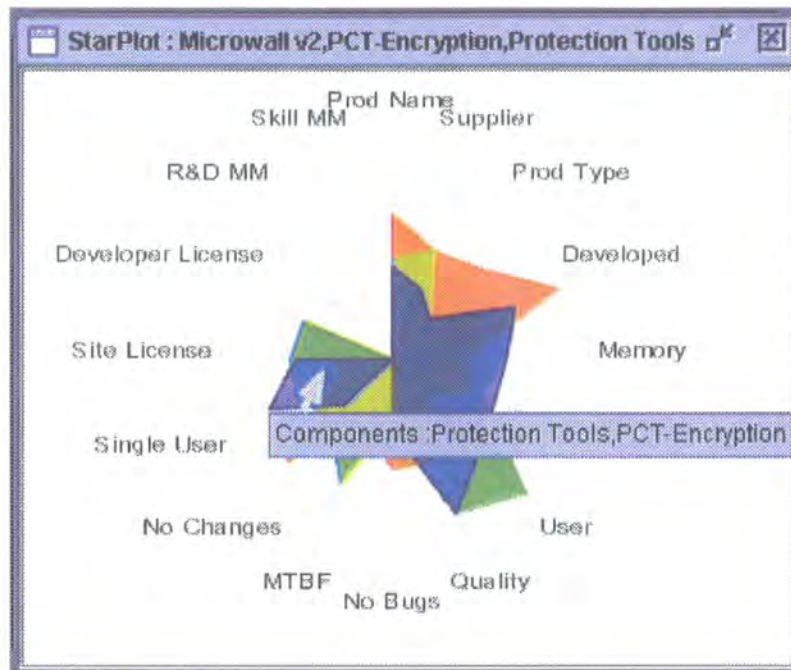 StarPlot : Microwall v2,PCT-Encryption,Protection Tools
Prod Name
Skill MM
Supplier
R&D MM
Prod Type
Developer License
Developed
Site License
Memory
Single User
Components :Protection Tools,PCT-Encryption
No Changes
User
MTBF
Quality
No Bugs